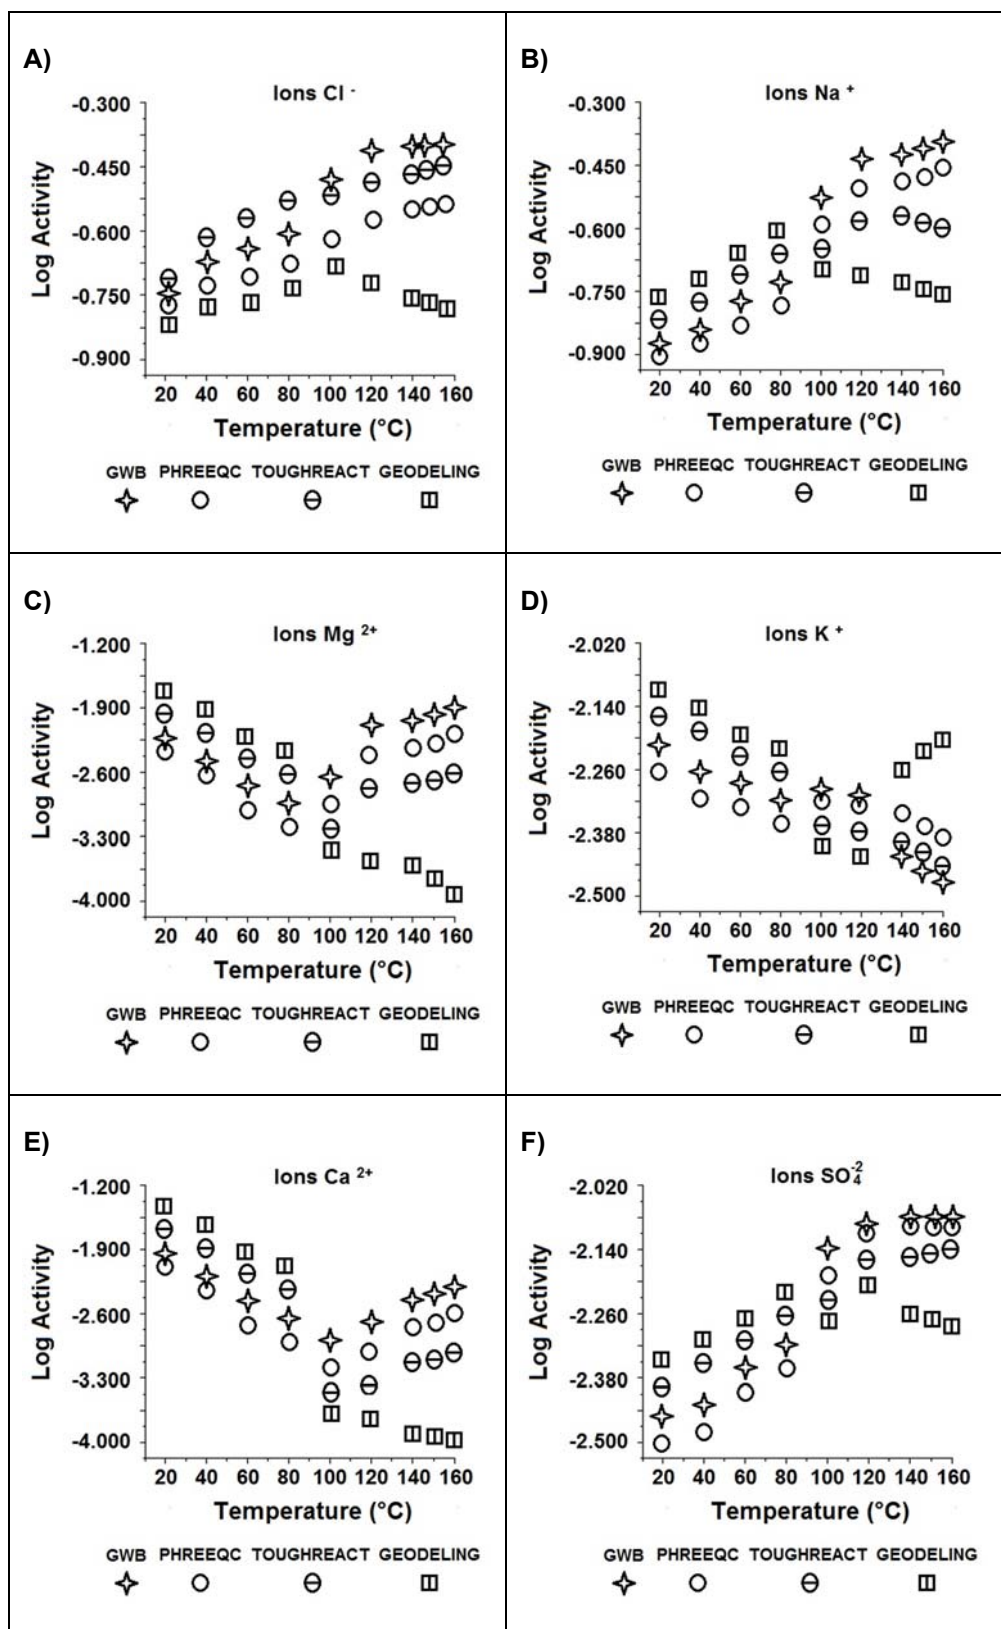 A)
Ions Cl -
-0.300
-0.450
-0.600
-0.750
-0.900
Log Activity
20 40 60 80 100 120 140 160
Temperature (°C)
GWB PHREEQC TOUGHREACT GEODELING
B)
Ions Na +
-0.300
-0.450
-0.600
-0.750
-0.900
Log Activity
20 40 60 80 100 120 140 160
Temperature (°C)
GWB PHREEQC TOUGHREACT GEODELING
C)
Ions Mg 2+
-1.200
-1.900
-2.600
-3.300
-4.000
Log Activity
20 40 60 80 100 120 140 160
Temperature (°C)
GWB PHREEQC TOUGHREACT GEODELING
D)
Ions K +
-2.020
-2.140
-2.260
-2.380
-2.500
Log Activity
20 40 60 80 100 120 140 160
Temperature (°C)
GWB PHREEQC TOUGHREACT GEODELING
E)
Ions Ca 2+
-1.200
-1.900
-2.600
-3.300
-4.000
Log Activity
20 40 60 80 100 120 140 160
Temperature (°C)
GWB PHREEQC TOUGHREACT GEODELING
F)
Ions SO4-2
-2.020
-2.140
-2.260
-2.380
-2.500
Log Activity
20 40 60 80 100 120 140 160
Temperature (°C)
GWB PHREEQC TOUGHREACT GEODELING